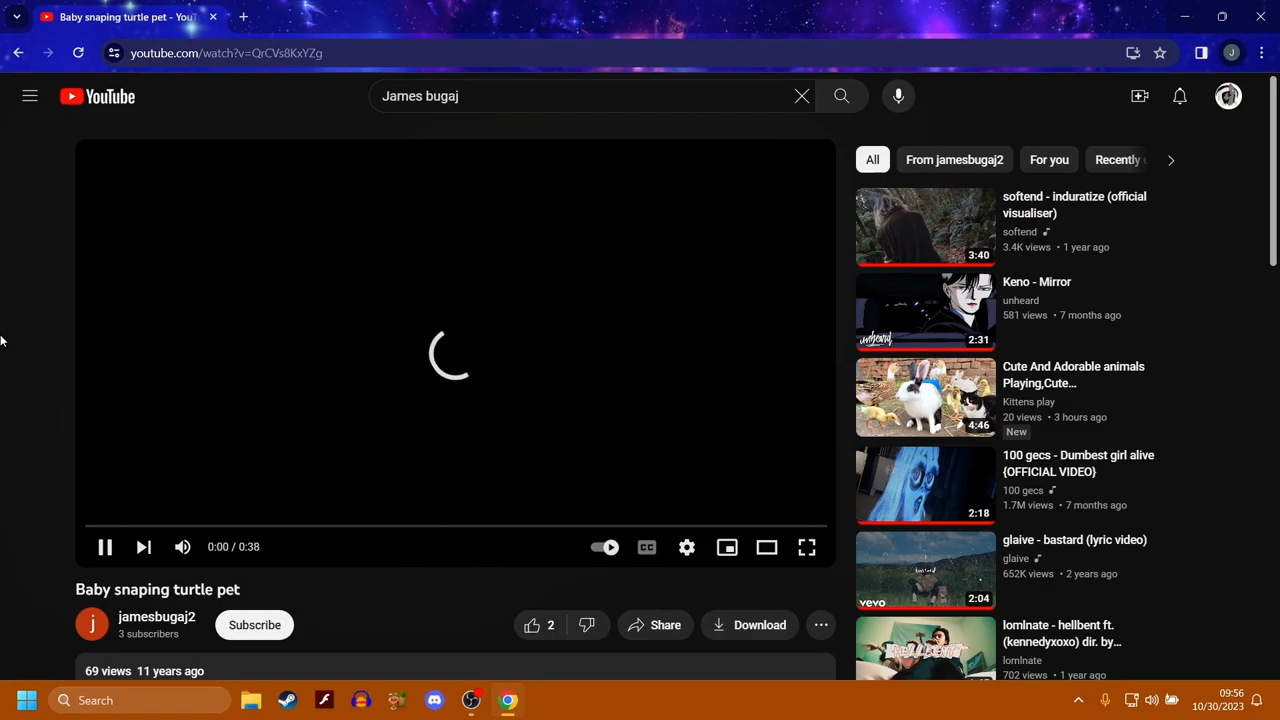 Baby snaping turtle pet - YouT
youtube.com/watch?v=QrCVs8KxYZg
J
YouTube
James bugaj
All
From jamesbugaj2
For you
Recently u
softend - induratize (official
visualiser)
softend
3.4K views • 1 year ago
3:40
Keno - Mirror
unheard
581 views • 7 months ago
unheard
2:31
Cute And Adorable animals
Playing,Cute...
Kittens play
20 views • 3 hours ago
New
4:46
100 gecs - Dumbest girl alive
{OFFICIAL VIDEO}
100 gecs
1.7M views • 7 months ago
2:18
glaive - bastard (lyric video)
glaive
652K views • 2 years ago
bastard
vevo
2:04
lomlnate - hellbent ft.
(kennedyxoxo) dir. by...
lomlnate
702 views • 1 year ago
HELLBENT
0:00 / 0:38
CC
Baby snaping turtle pet
j
jamesbugaj2
3 subscribers
Subscribe
2
Share
Download
69 views 11 years ago
Search
09:56
10/30/2023